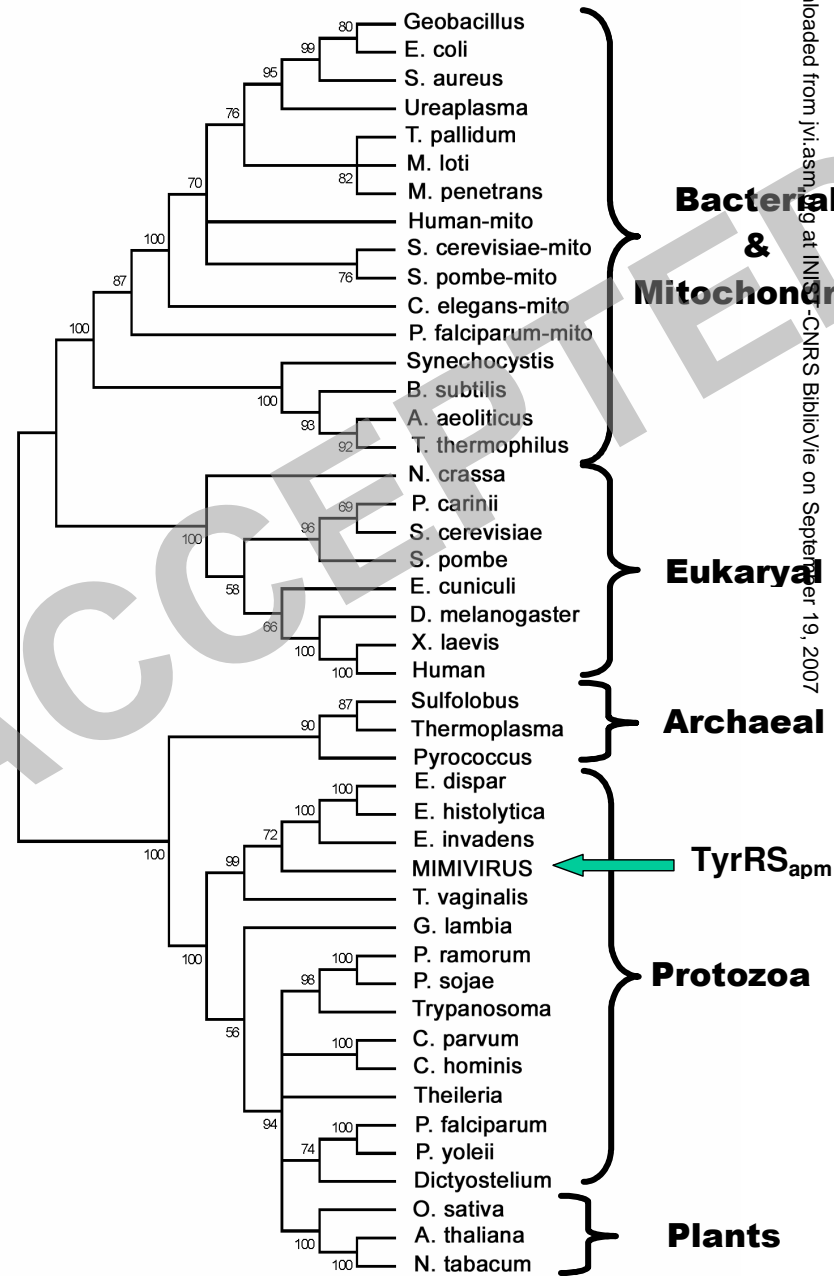 80
Geobacillus
99
E. coli
95
S. aureus
76
Ureaplasma
T. pallidum
M. loti
82
M. penetrans
70
Human-mito
S. cerevisiae-mito
76
S. pombe-mito
100
C. elegans-mito
87
P. falciparum-mito
100
Synechocystis
100
B. subtilis
93
A. aeoliticus
92
T. thermophilus
Bacterial
&
Mitochondr
N. crassa
100
69
P. carinii
96
S. cerevisiae
S. pombe
58
E. cuniculi
66
D. melanogaster
100
X. laevis
100
Human
Eukaryal
87
Sulfolobus
90
Thermoplasma
Pyrococcus
Archaeal
100
100
E. dispar
100
E. histolytica
72
E. invadens
99
MIMIVIRUS
TyrRSapm
T. vaginalis
100
G. lambia
100
P. ramorum
98
P. sojae
Trypanosoma
56
100
C. parvum
C. hominis
Theileria
94
100
P. falciparum
74
P. yoleii
Dictyostelium
Protozoa
O. sativa
100
A. thaliana
100
N. tabacum
Plants
ACCEPTED
nloaded from jvi.asm.org at INIST-CNRS BiblioVie on September 19, 2007